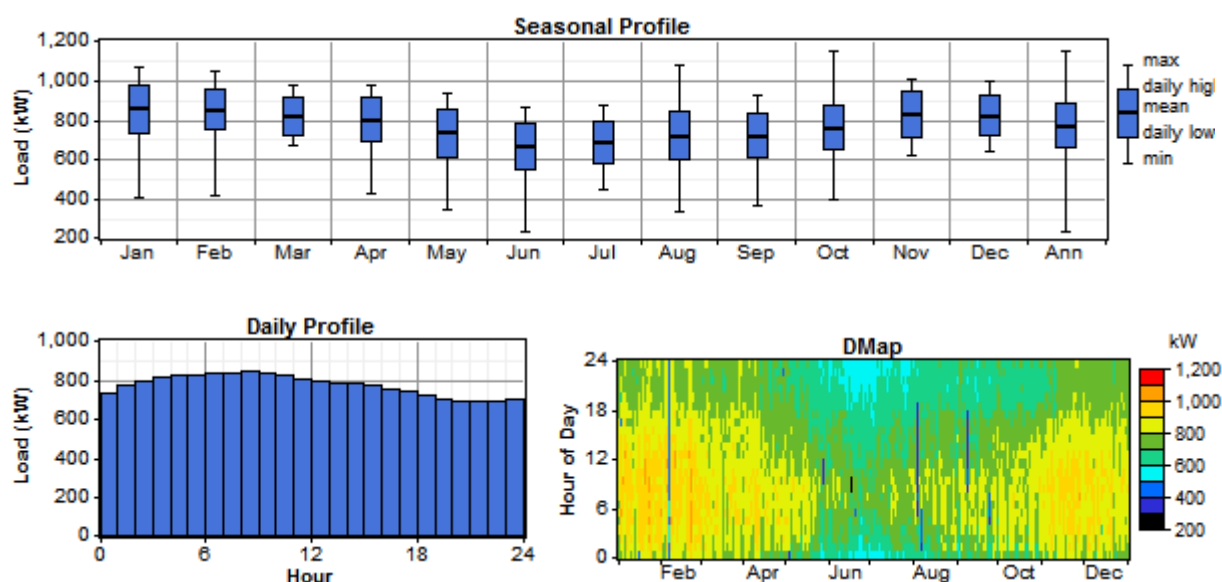 Seasonal Profile
1,200
1,000
800
600
400
200
Load (kW)
Jan Feb Mar Apr May Jun Jul Aug Sep Oct Nov Dec Ann
max
daily high
mean
daily low
min
Daily Profile
1,000
800
600
400
200
0
Load (kW)
0 6 12 18 24
Hour
DMap
24
18
12
6
0
Hour of Day
Feb Apr Jun Aug Oct Dec
kW
1,200
1,000
800
600
400
200